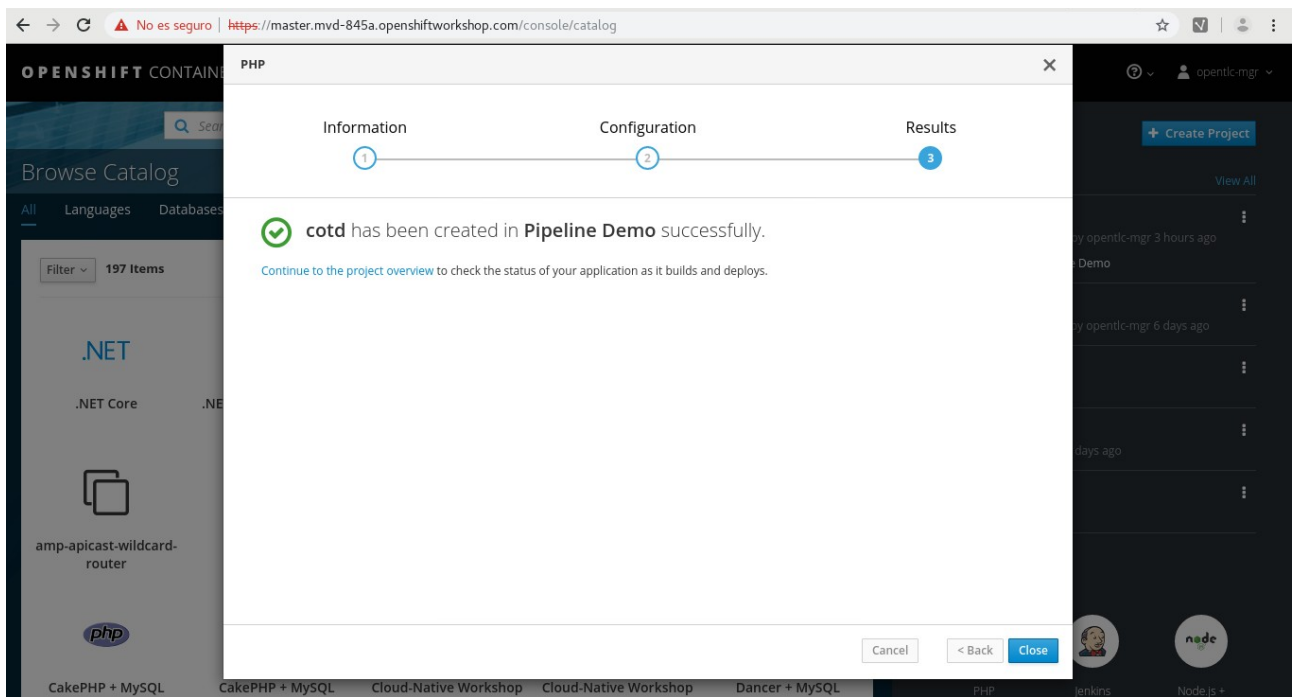 No es seguro | https://master.mvd-845a.openshiftworkshop.com/console/catalog
OPENSHIFT CONTAINE
opentlc-mgr
PHP
Information
Configuration
Results
1
2
3
Sear
+ Create Project
Browse Catalog
View All
All Languages Databases
cotd has been created in Pipeline Demo successfully.
Continue to the project overview to check the status of your application as it builds and deploys.
by opentlc-mgr 3 hours ago
Filter 197 Items
Demo
by opentlc-mgr 6 days ago
.NET
.NET Core
.NE
days ago
amp-apicast-wildcard-
router
php
node
Cancel
< Back
Close
CakePHP + MySQL
CakePHP + MySQL
Cloud-Native Workshop
Cloud-Native Workshop
Dancer + MySQL
PHP
Jenkins
Node.js +